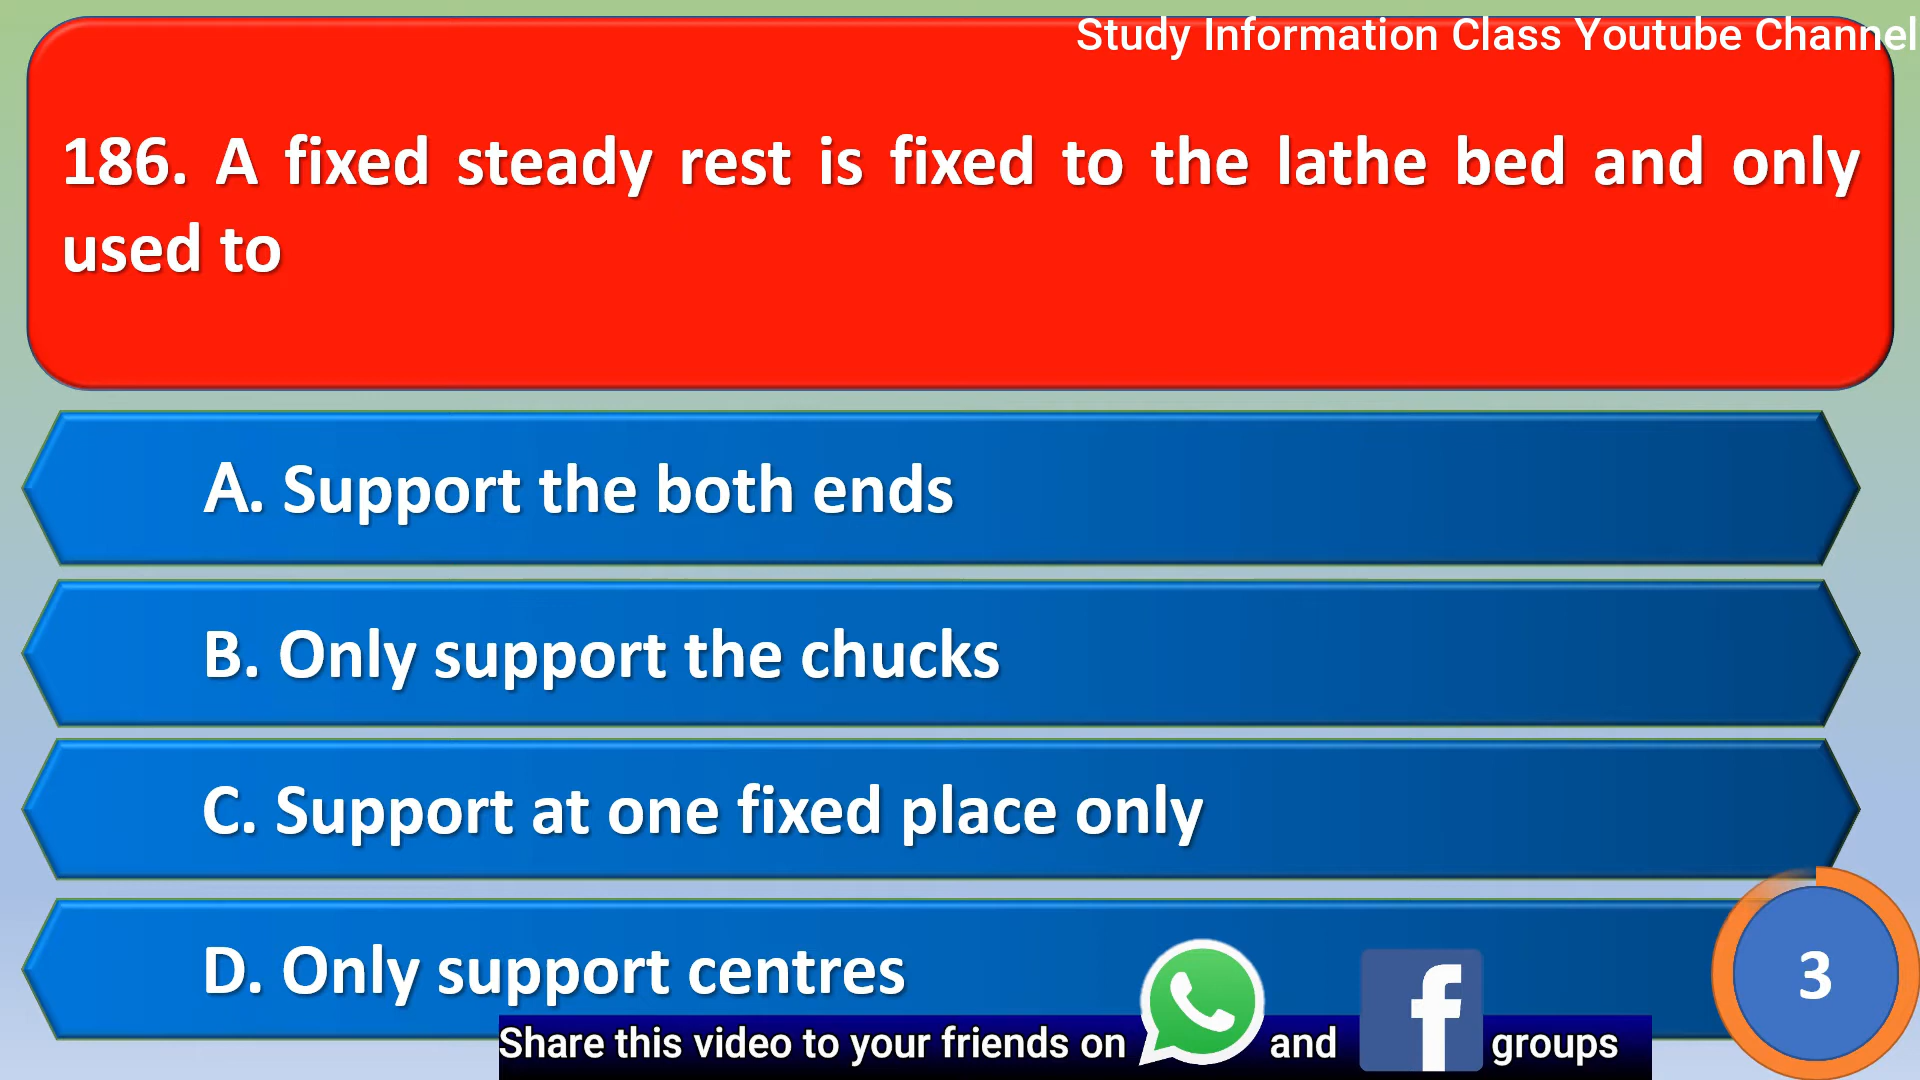 Study Information Class Youtube Channel
186. A fixed steady rest is fixed to the lathe bed and only
used to
A. Support the both ends
B. Only support the chucks
C. Support at one fixed place only
D. Only support centres
3
Share this video to your friends on and f groups